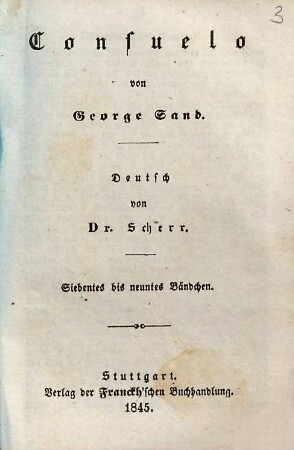 3
Consuelo
von
George Sand.
Deutsch
von
Dr. Scherr.
Siebentes bis neuntes Bändchen.
Stuttgart.
Verlag der Franckh'schen Buchhandlung.
1845.